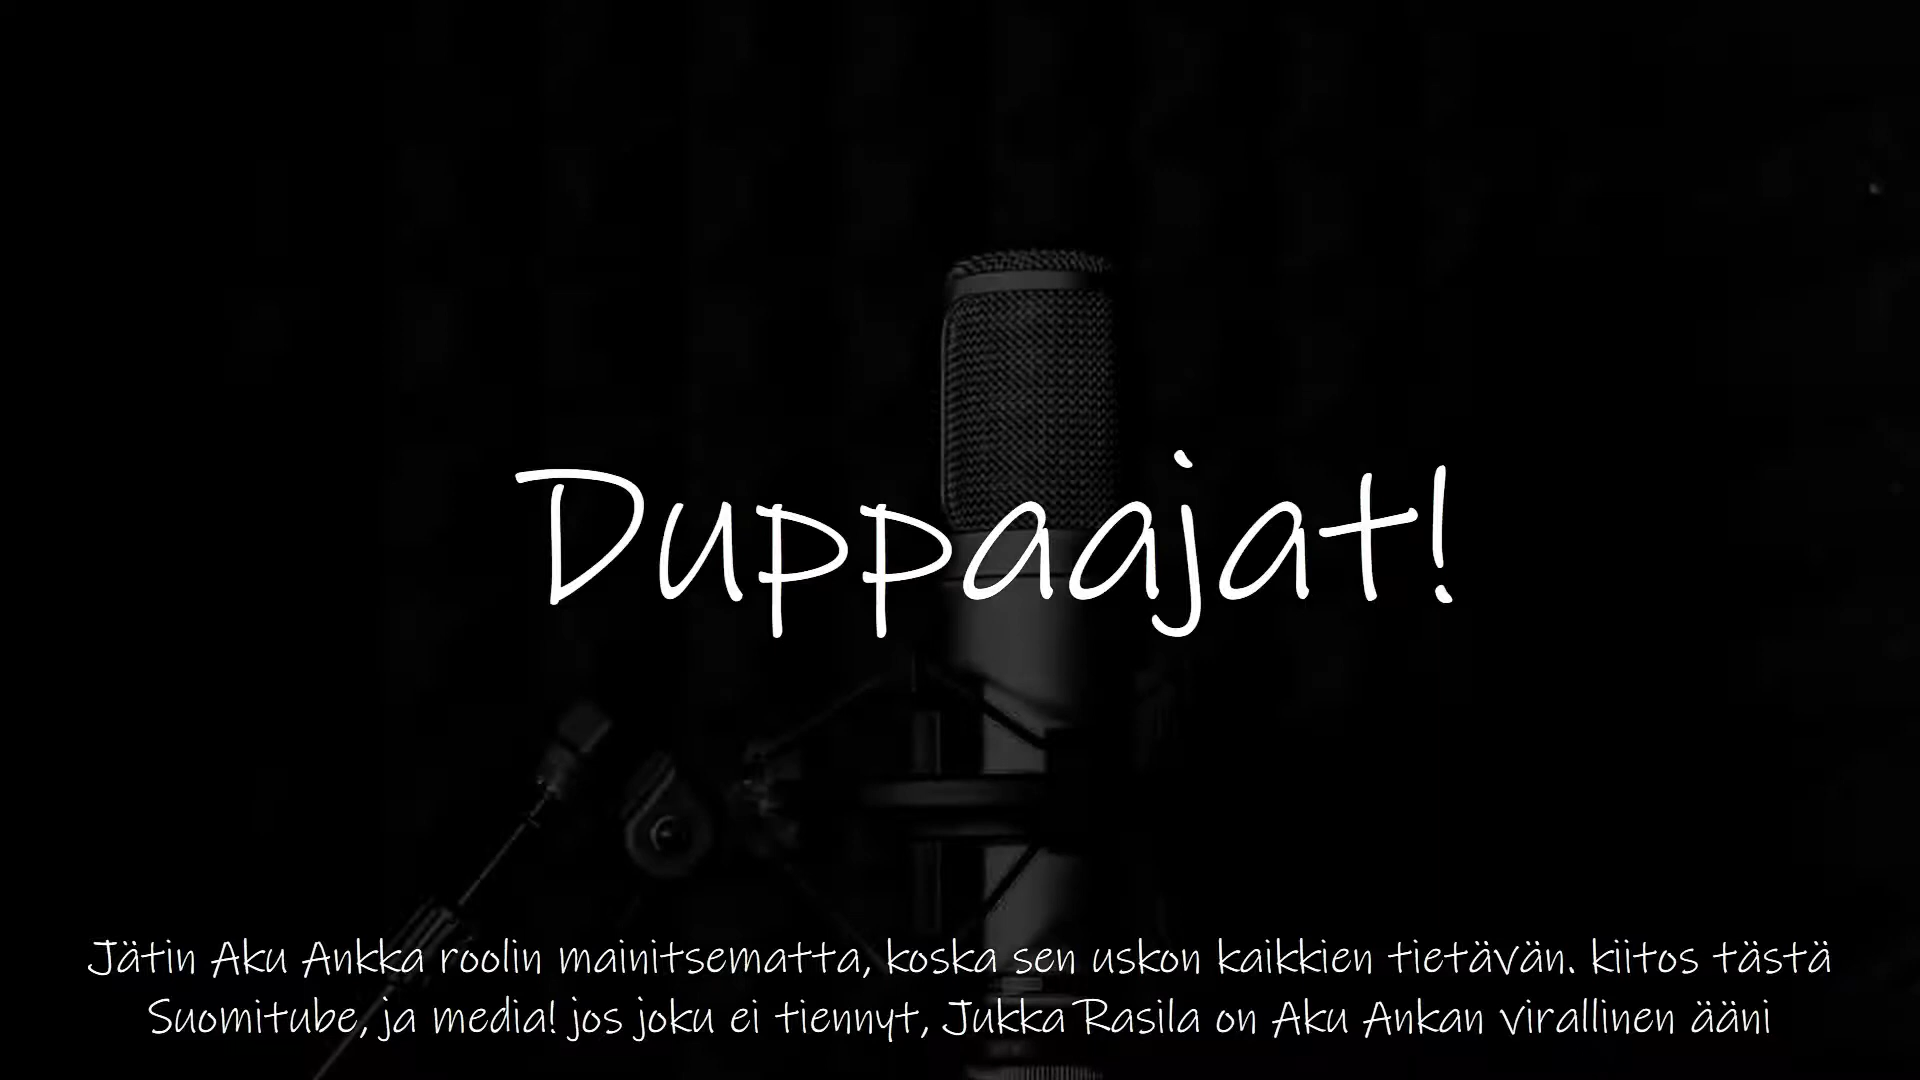 Duppaajat!
Jätin Aku Ankka roolin mainitsematta, koska sen uskon kaikkien tietävän. kiitos tästä
Suomitube, ja media! jos joku ei tiennyt, Jukka Rasila on Aku Ankan virallinen ääni